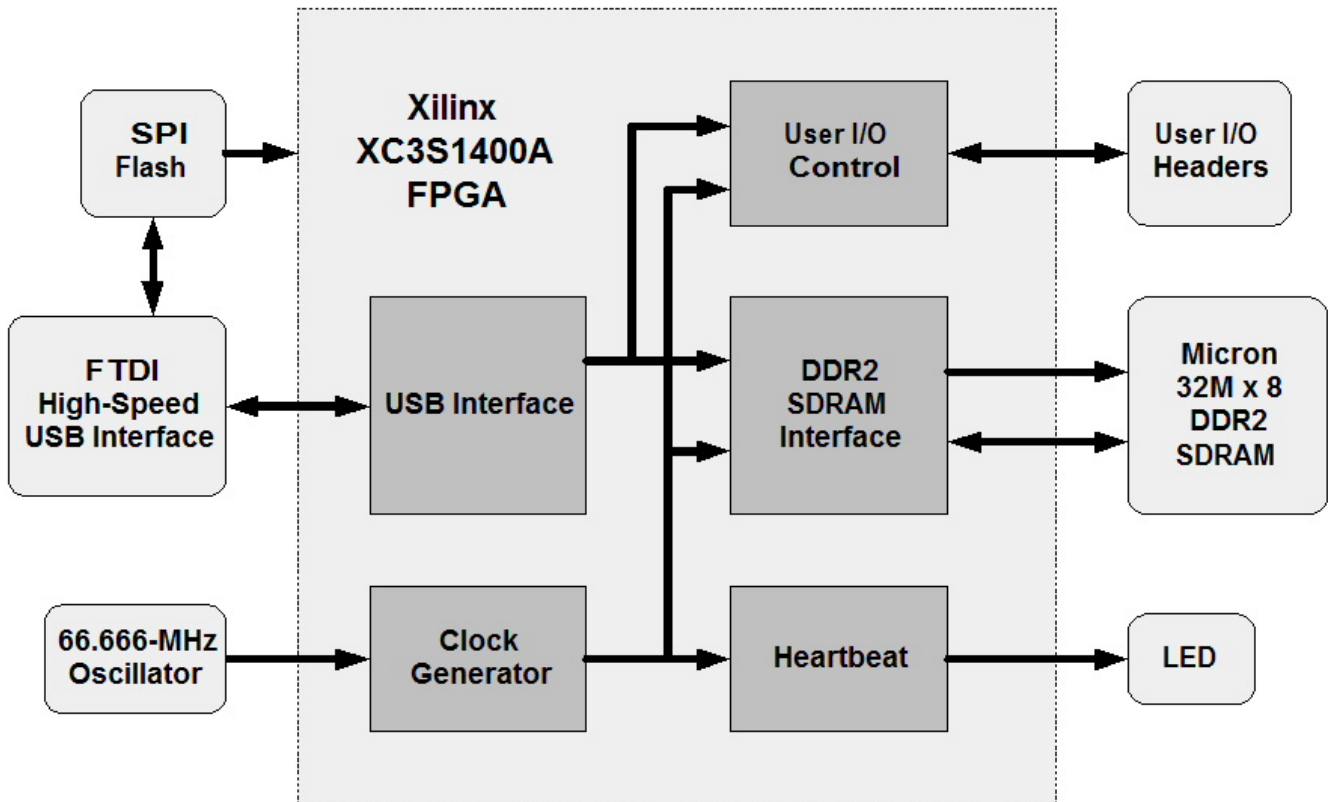 Xilinx
XC3S1400A
FPGA
SPI
Flash
User I/O
Control
User I/O
Headers
FTDI
High-Speed
USB Interface
USB Interface
DDR2
SDRAM
Interface
Micron
32M x 8
DDR2
SDRAM
66.666-MHz
Oscillator
Clock
Generator
Heartbeat
LED